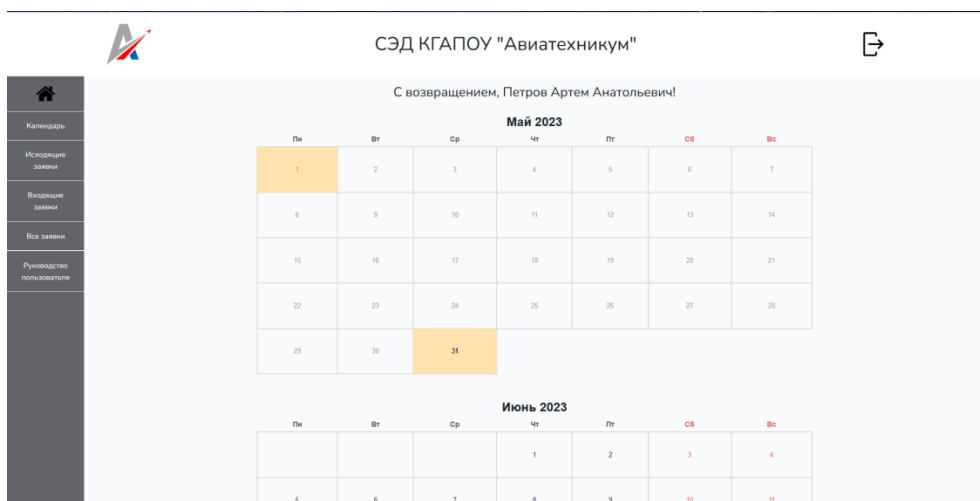 СЭД КГАПОУ "Авиатехникум"
С возвращением, Петров Артем Анатольевич!
Календарь
Исходящие
заявки
Входящие
заявки
Все заявки
Руководство
пользователя
Май 2023
Пн Вт Ср Чт Пт Сб Вс
1 2 3 4 5 6 7
8 9 10 11 12 13 14
15 16 17 18 19 20 21
22 23 24 25 26 27 28
29 30 31
Июнь 2023
Пн Вт Ср Чт Пт Сб Вс
1 2 3 4
5 6 7 8 9 10 11